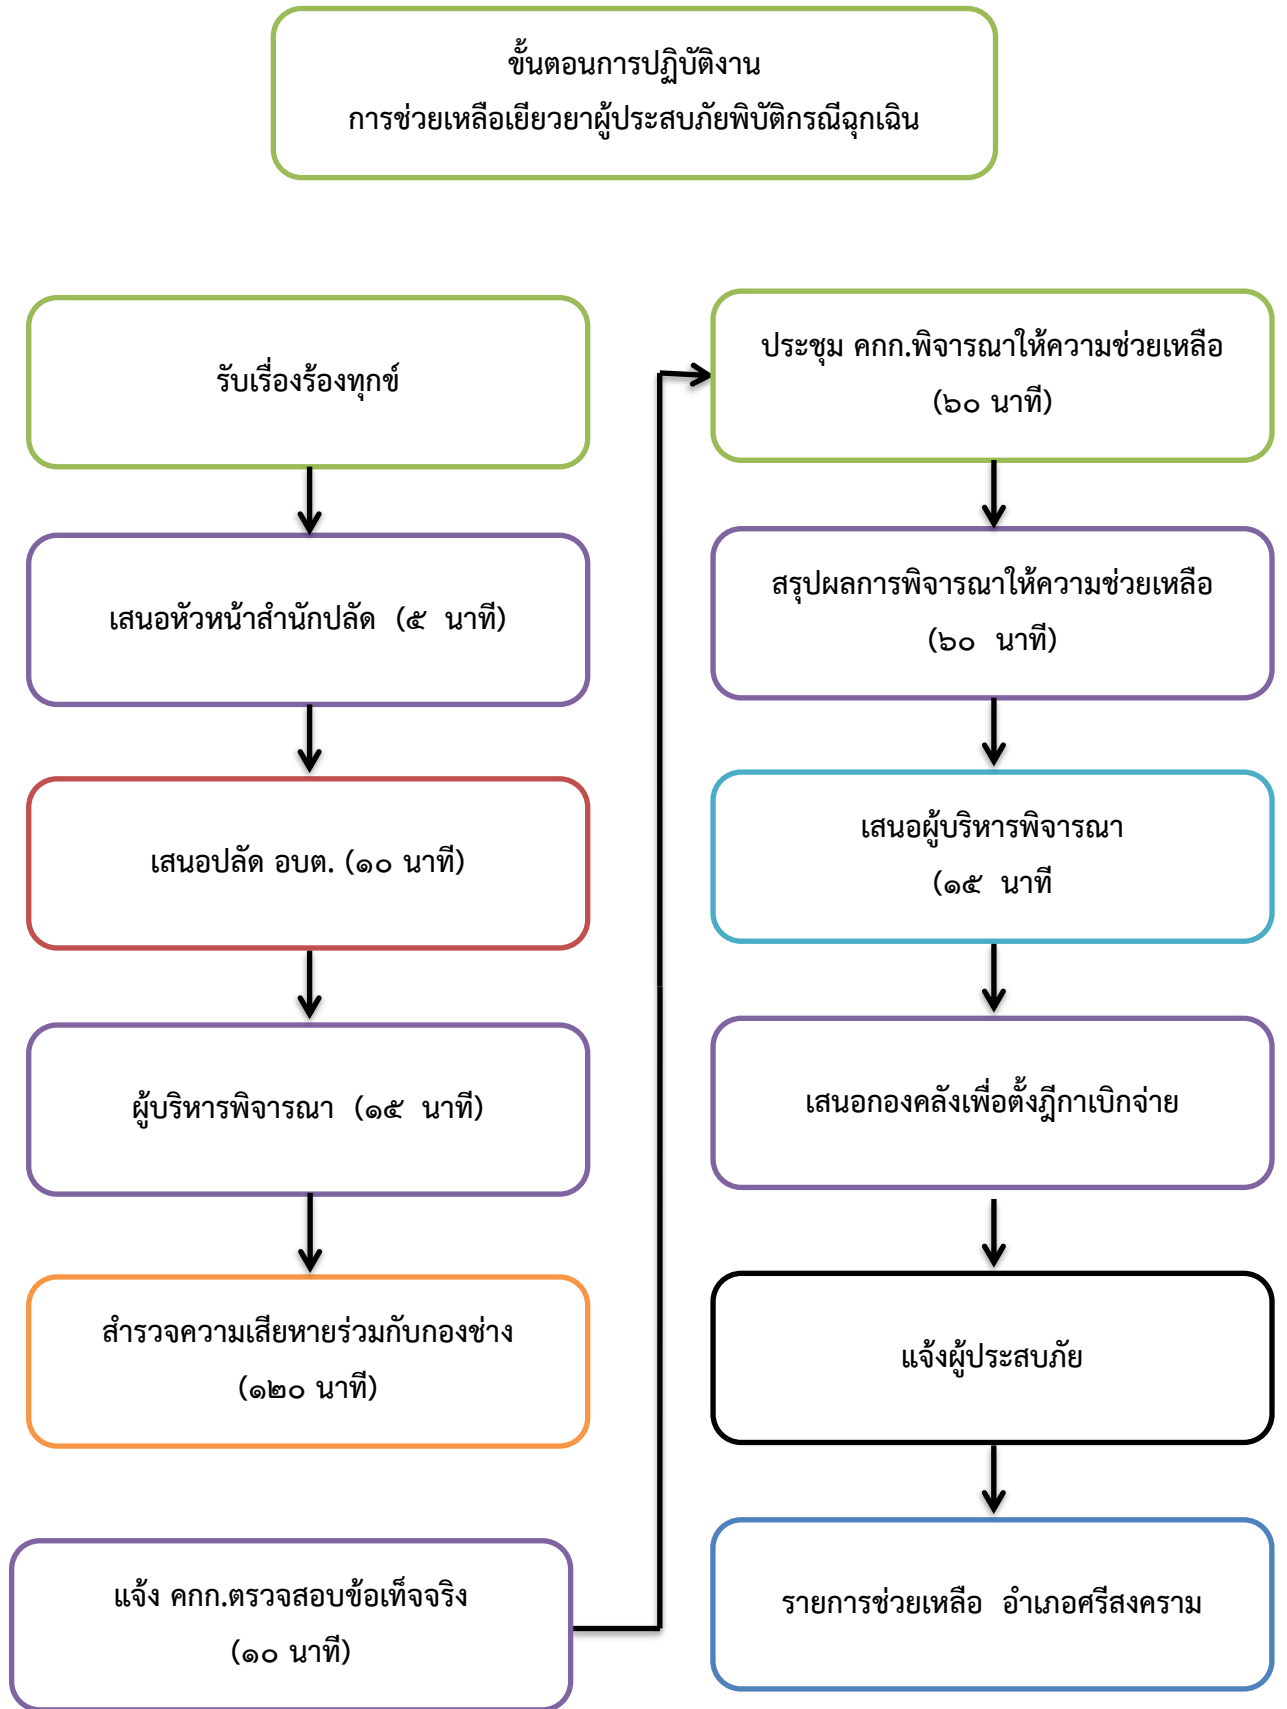 ขั้นตอนการปฏิบัติงาน
การช่วยเหลือเยียวยาผู้ประสบภัยพิบัติกรณีฉุกเฉิน
รับเรื่องร้องทุกข์
เสนอหัวหน้าสำนักปลัด (๕ นาที)
เสนอปลัด อบต. (๑๐ นาที)
ผู้บริหารพิจารณา (๑๕ นาที)
สำรวจความเสียหายร่วมกับกองช่าง
(๑๒๐ นาที)
แจ้ง คกก.ตรวจสอบข้อเท็จจริง
(๑๐ นาที)
ประชุม คกก.พิจารณาให้ความช่วยเหลือ
(๖๐ นาที)
สรุปผลการพิจารณาให้ความช่วยเหลือ
(๖๐ นาที)
เสนอผู้บริหารพิจารณา
(๑๕ นาที
เสนอกองคลังเพื่อตั้งฎีกาเบิกจ่าย
แจ้งผู้ประสบภัย
รายการช่วยเหลือ อำเภอศรีสงคราม